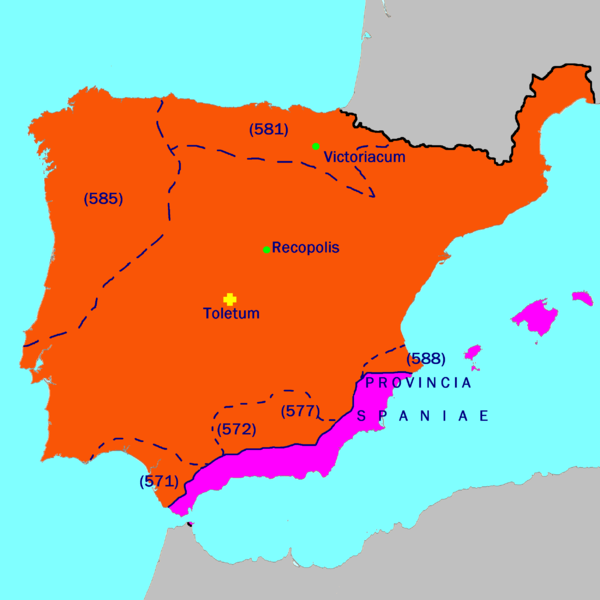 (581)
Victoriacum
(585)
Recopolis
Toletum
(588)
PROVINCIA
SPANIAE
(577)
(572)
(571)